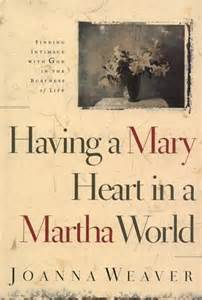 FINDING
INTIMACY
WITH GOD
IN THE
BUSYNESS
OF LIFE
Having a Mary
Heart in a
Martha World
JOANNA WEAVER